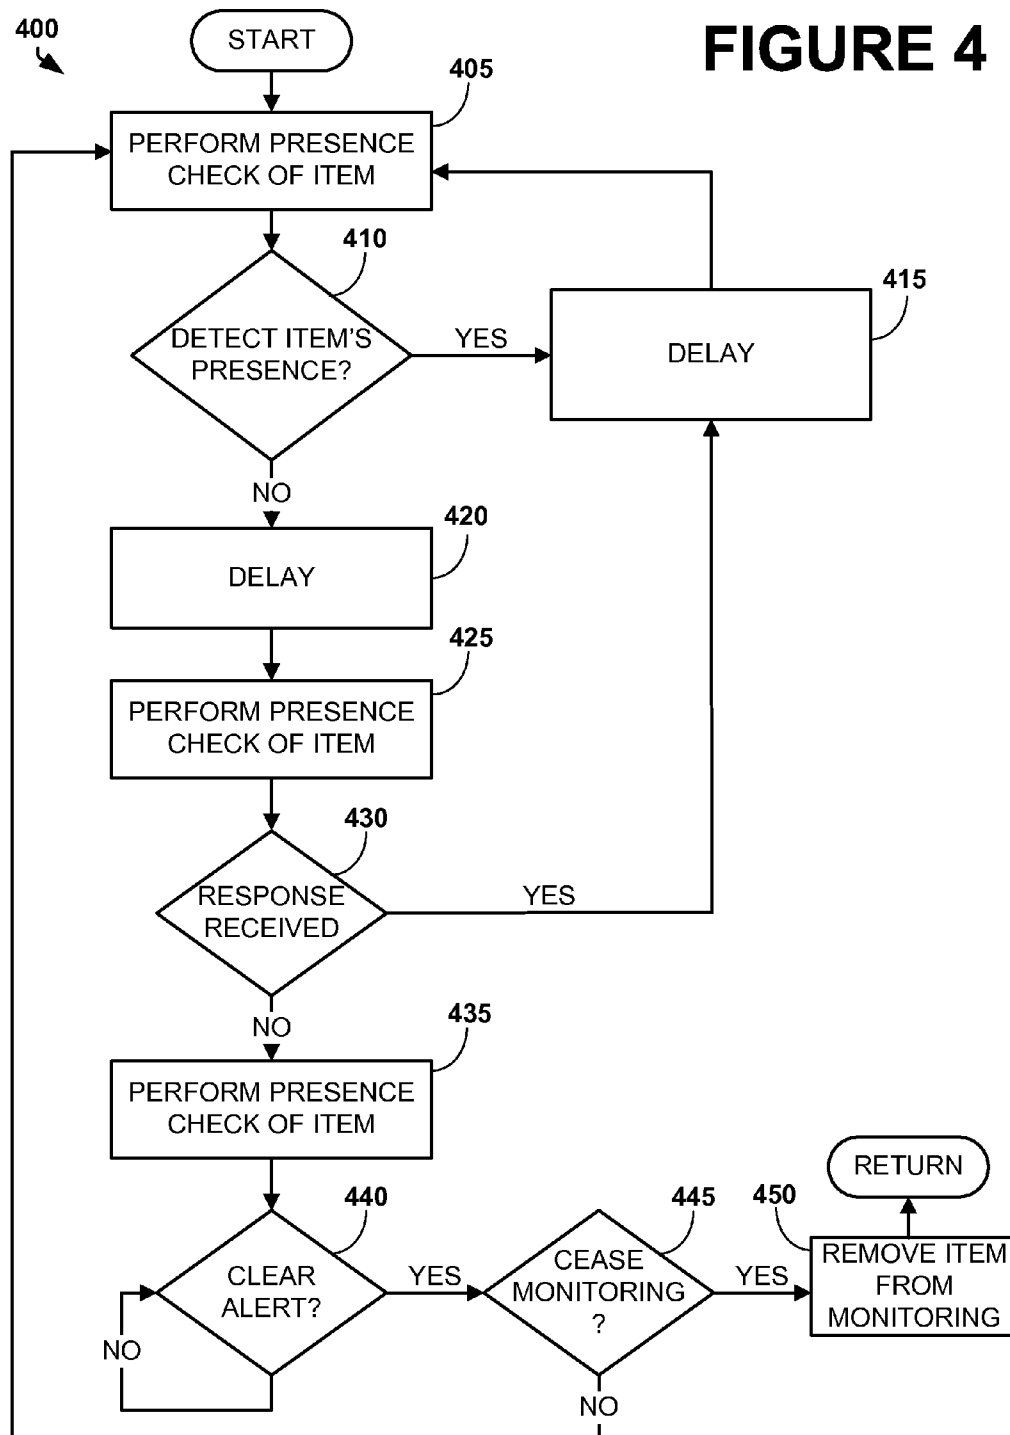 400
START
FIGURE 4
405
PERFORM PRESENCE
CHECK OF ITEM
410
DETECT ITEM'S
PRESENCE?
YES
415
DELAY
NO
420
DELAY
425
PERFORM PRESENCE
CHECK OF ITEM
430
RESPONSE
RECEIVED
YES
NO
435
PERFORM PRESENCE
CHECK OF ITEM
440
CLEAR
ALERT?
NO
YES
445
CEASE
MONITORING
?
YES
NO
450
REMOVE ITEM
FROM
MONITORING
RETURN